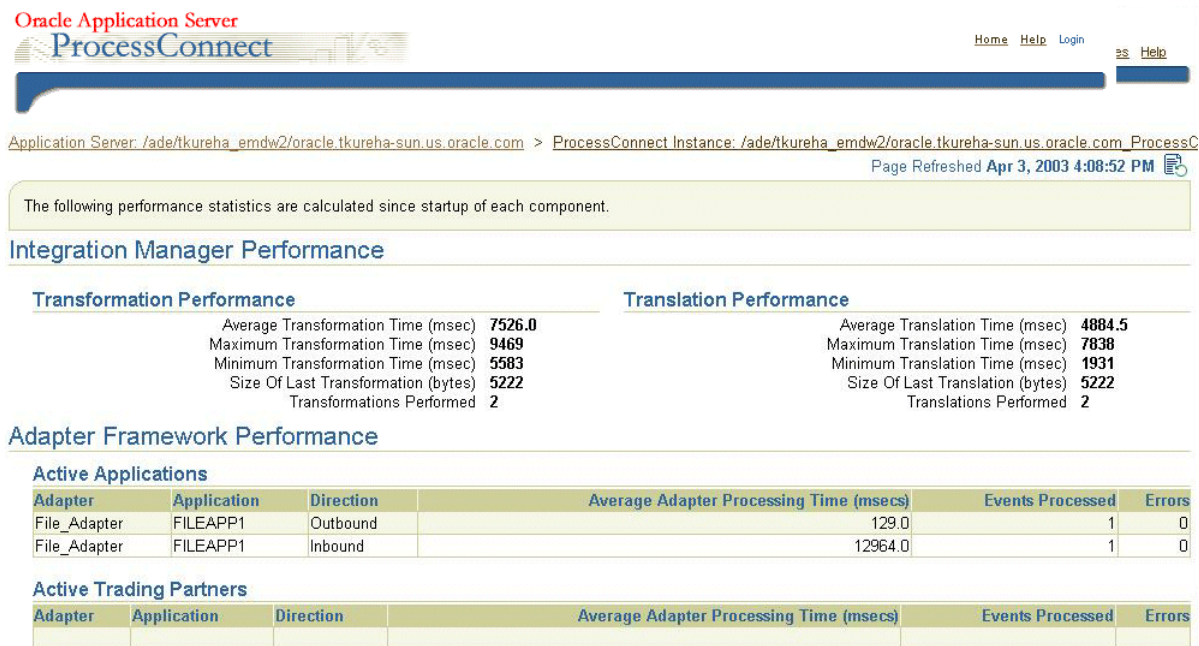 Oracle Application Server
ProcessConnect
Home Help Login
es Help
Application Server: /ade/tkureha_emdw2/oracle.tkureha-sun.us.oracle.com > ProcessConnect Instance: /ade/tkureha_emdw2/oracle.tkureha-sun.us.oracle.com_ProcessC
Page Refreshed Apr 3, 2003 4:08:52 PM
The following performance statistics are calculated since startup of each component.
Integration Manager Performance
Transformation Performance
Average Transformation Time (msec) 7526.0
Maximum Transformation Time (msec) 9469
Minimum Transformation Time (msec) 5583
Size Of Last Transformation (bytes) 5222
Transformations Performed 2
Translation Performance
Average Translation Time (msec) 4884.5
Maximum Translation Time (msec) 7838
Minimum Translation Time (msec) 1931
Size Of Last Translation (bytes) 5222
Translations Performed 2
Adapter Framework Performance
Active Applications
Adapter Application Direction Average Adapter Processing Time (msecs) Events Processed Errors
File_Adapter FILEAPP1 Outbound 129.0 1 0
File_Adapter FILEAPP1 Inbound 12964.0 1 0
Active Trading Partners
Adapter Application Direction Average Adapter Processing Time (msecs) Events Processed Errors